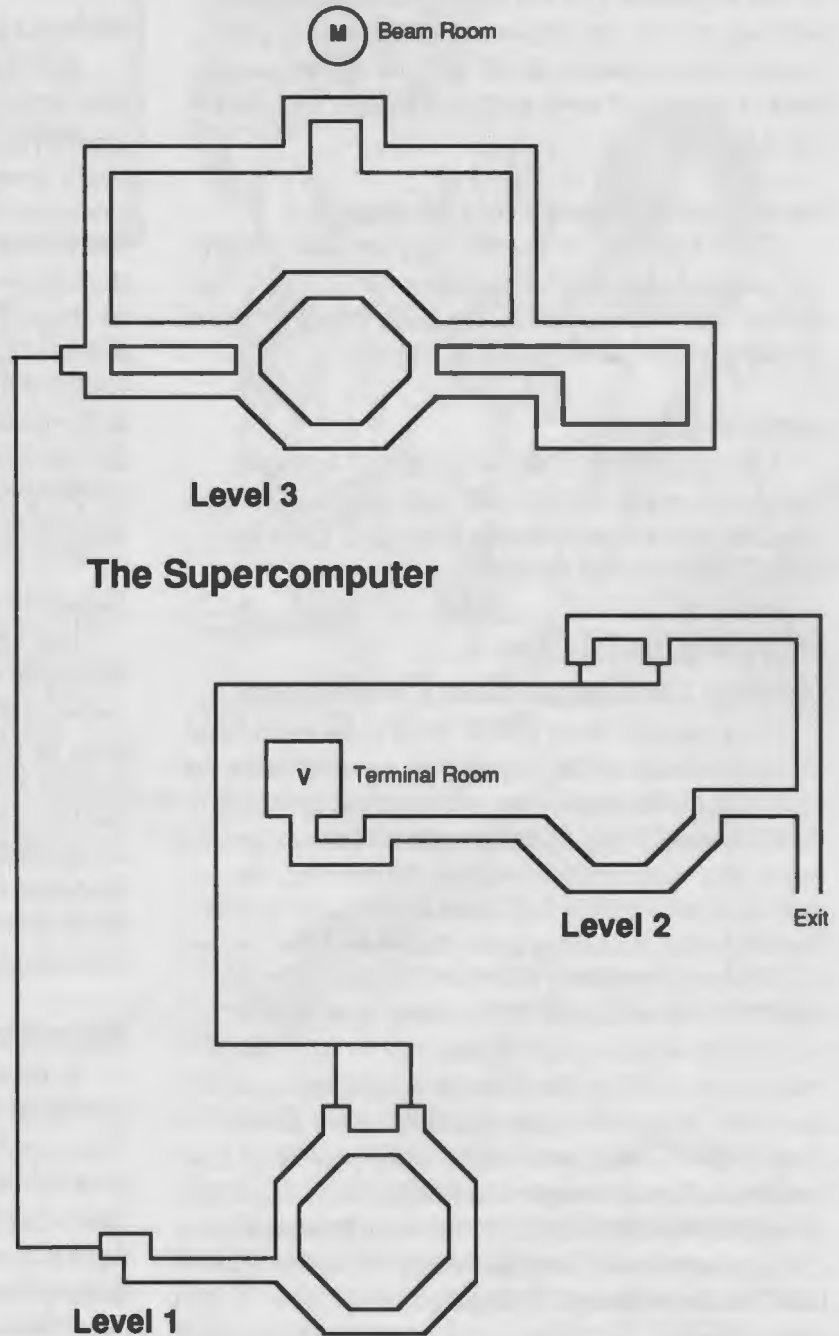 M Beam Room
Level 3
The Supercomputer
V Terminal Room
Level 2
Exit
Level 1